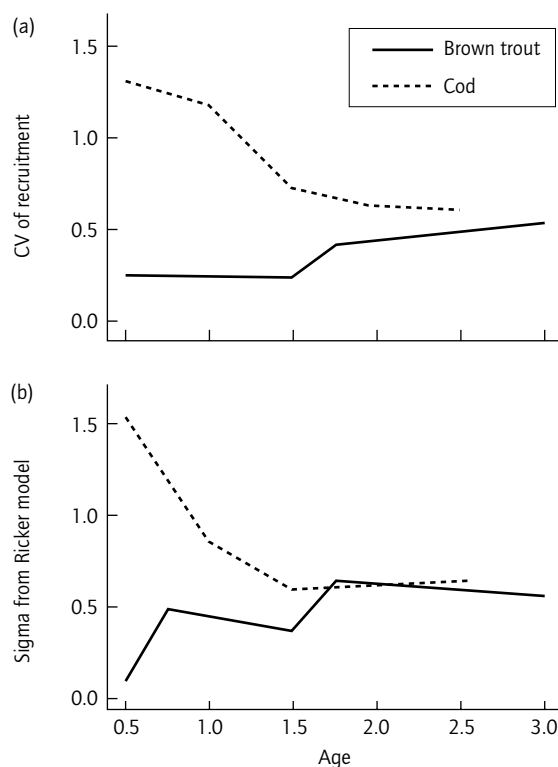 (a)
Brown trout
Cod
CV of recruitment
1.5
1.0
0.5
0.0
(b)
Sigma from Ricker model
1.5
1.0
0.5
0.0
0.5 1.0 1.5 2.0 2.5 3.0
Age